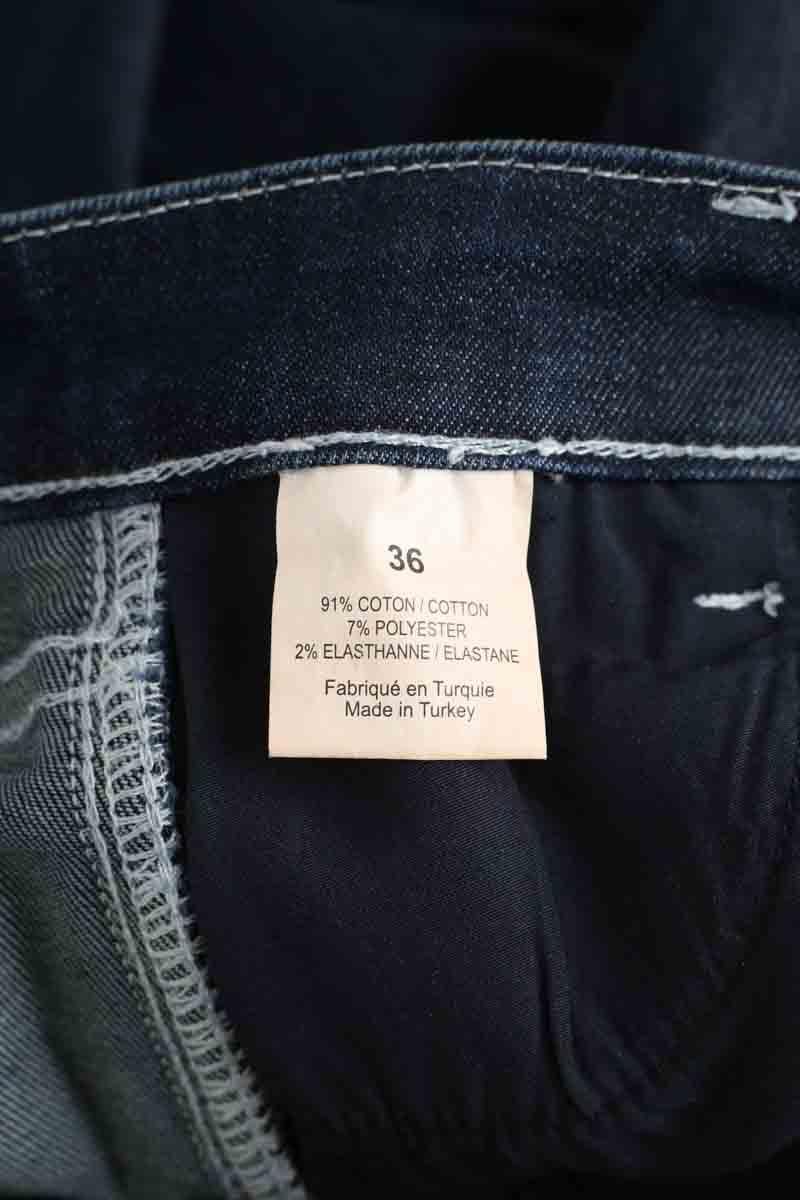 36
91% COTON / COTTON
7% POLYESTER
2% ELASTHANNE / ELASTANE
Fabriqué en Turquie
Made in Turkey